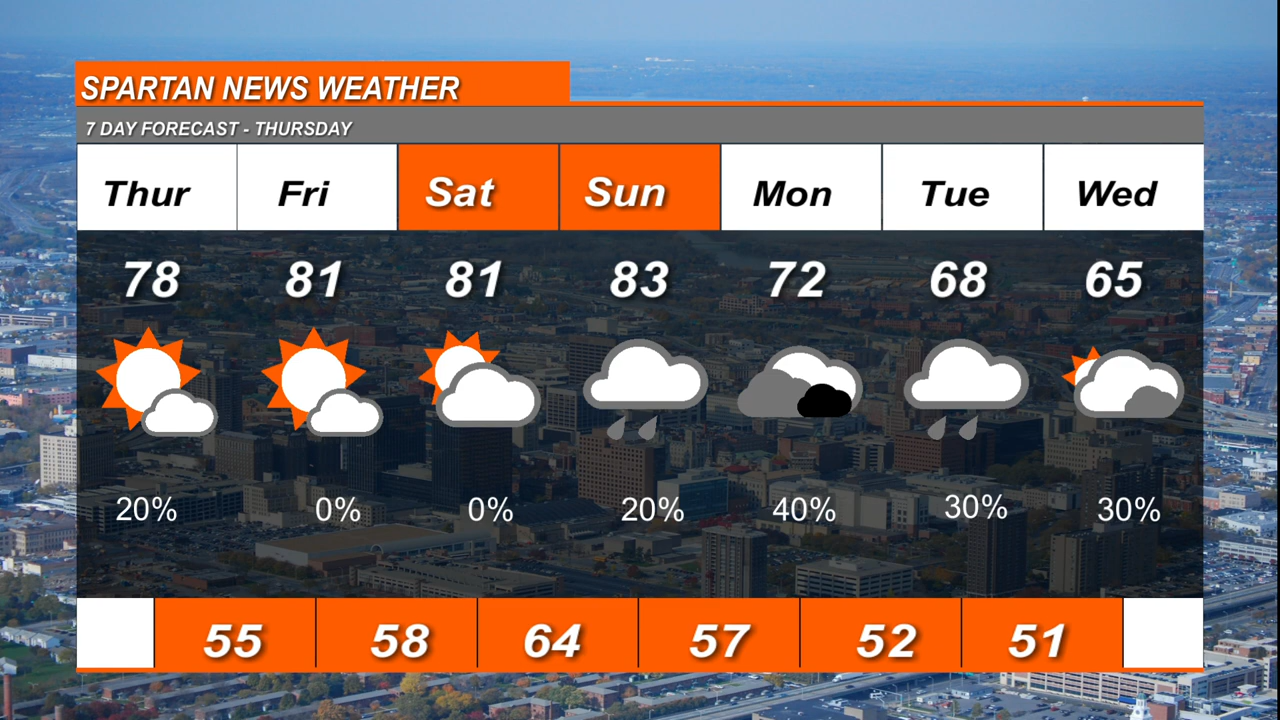 SPARTAN NEWS WEATHER
7 DAY FORECAST - THURSDAY
Thur Fri Sat Sun Mon Tue Wed
78 81 81 83 72 68 65
20% 0% 0% 20% 40% 30% 30%
55 58 64 57 52 51